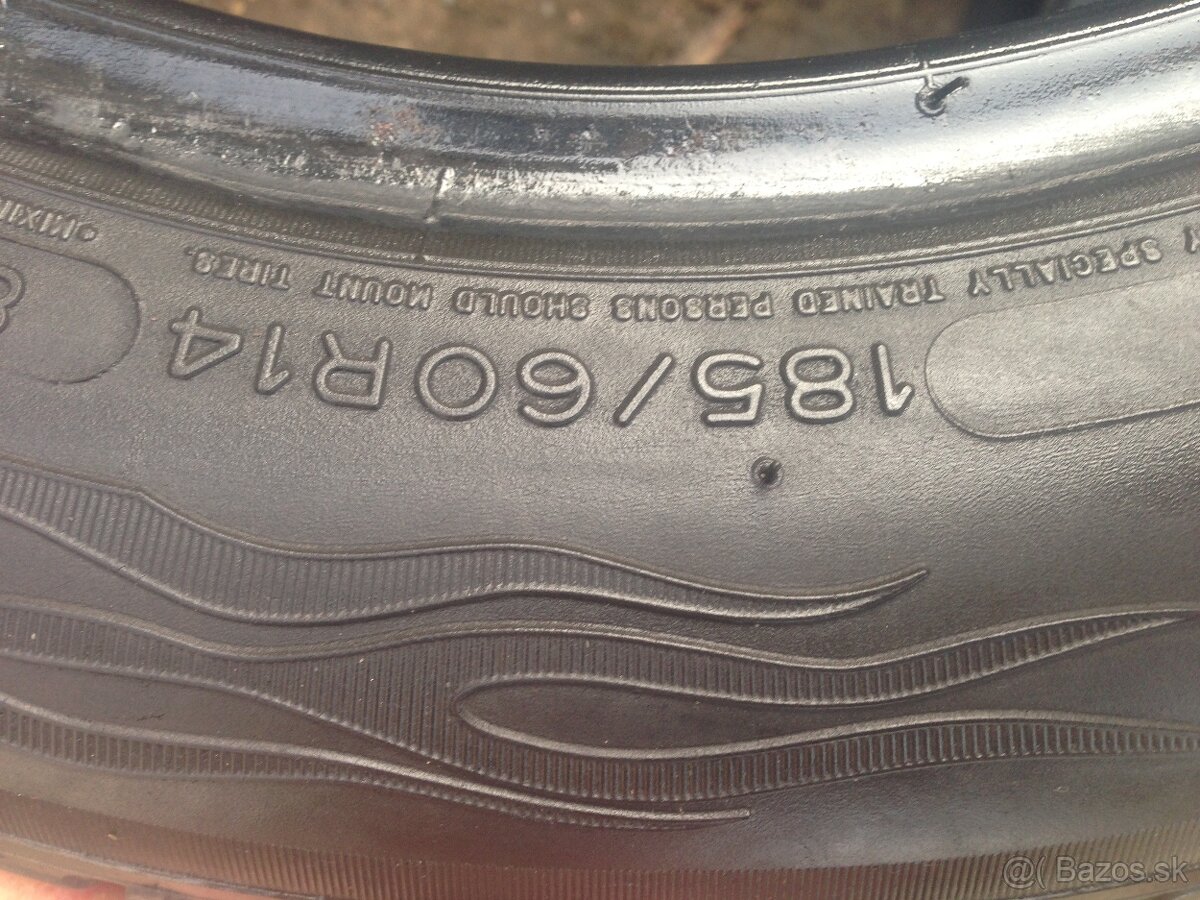 185/60R14
Y SPECIALLY TRAINED PERSONS SHOULD MOUNT TIRES.
@( Bazos.sk